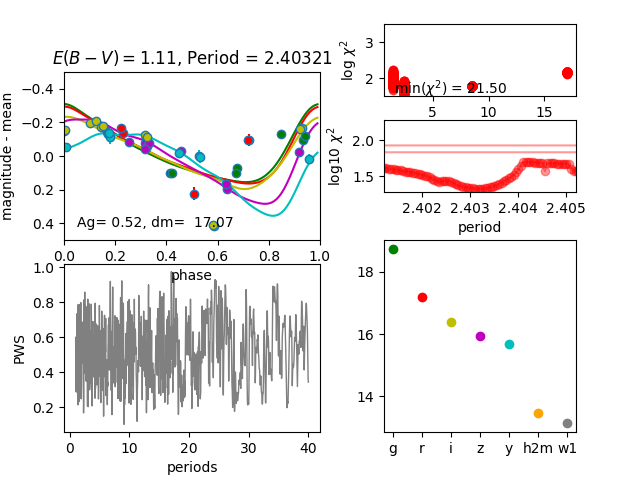 E(B − V) = 1.11, Period = 2.40321
magnitude - mean
−0.4
−0.2
0.0
0.2
0.4
Ag= 0.52, dm= 17.07
0.0 0.2 0.4 0.6 0.8 1.0
phase
log χ²
3
2
min(χ²) = 21.50
5 10 15
log10 χ²
2.0
1.5
2.402 2.403 2.404 2.405
period
PWS
1.0
0.8
0.6
0.4
0.2
0 10 20 30 40
periods
18
16
14
g r i z y h2m w1